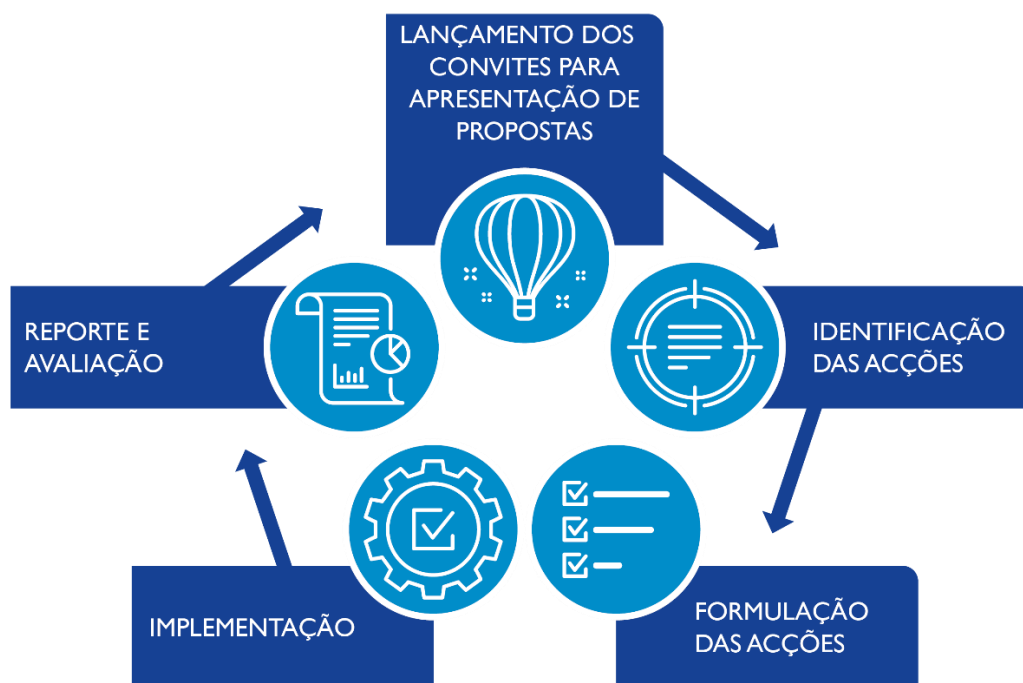 LANÇAMENTO DOS
CONVITES PARA
APRESENTAÇÃO DE
PROPOSTAS
IDENTIFICAÇÃO
DAS ACÇÕES
FORMULAÇÃO
DAS ACÇÕES
IMPLEMENTAÇÃO
REPORTE E
AVALIAÇÃO